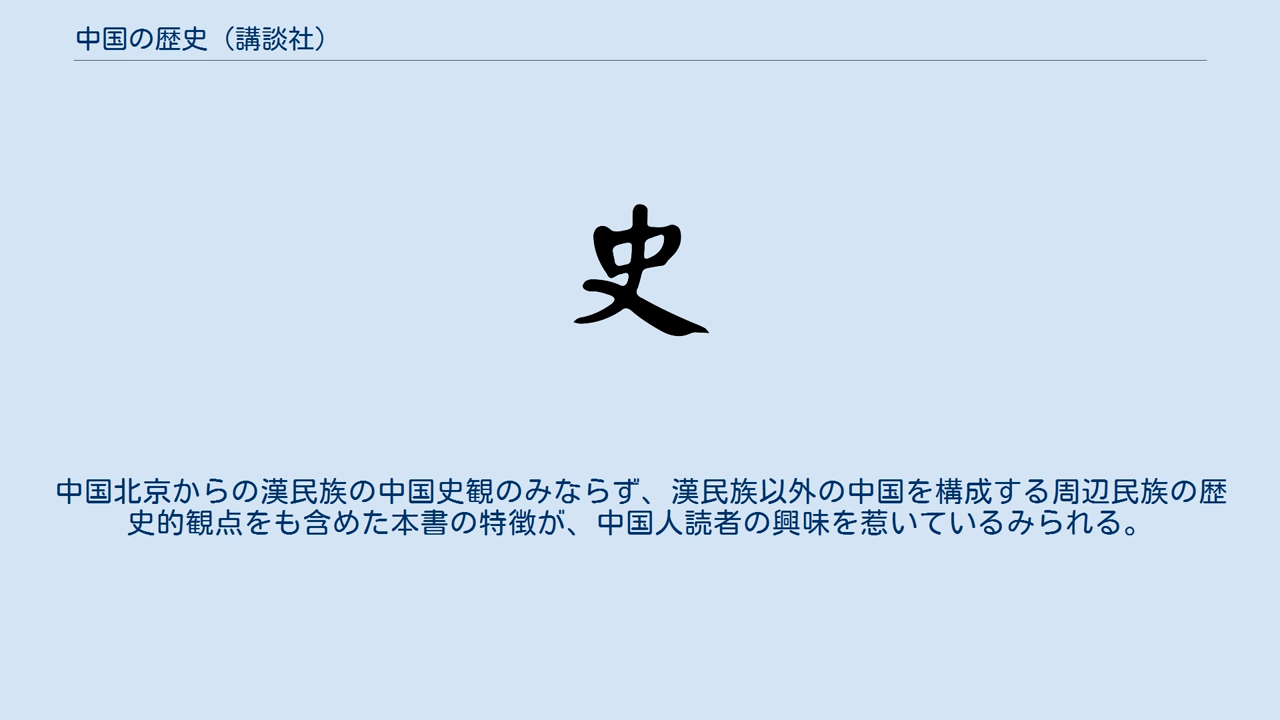 中国の歴史（講談社）
史
中国北京からの漢民族の中国史観のみならず、漢民族以外の中国を構成する周辺民族の歴
史的観点をも含めた本書の特徴が、中国人読者の興味を惹いているみられる。